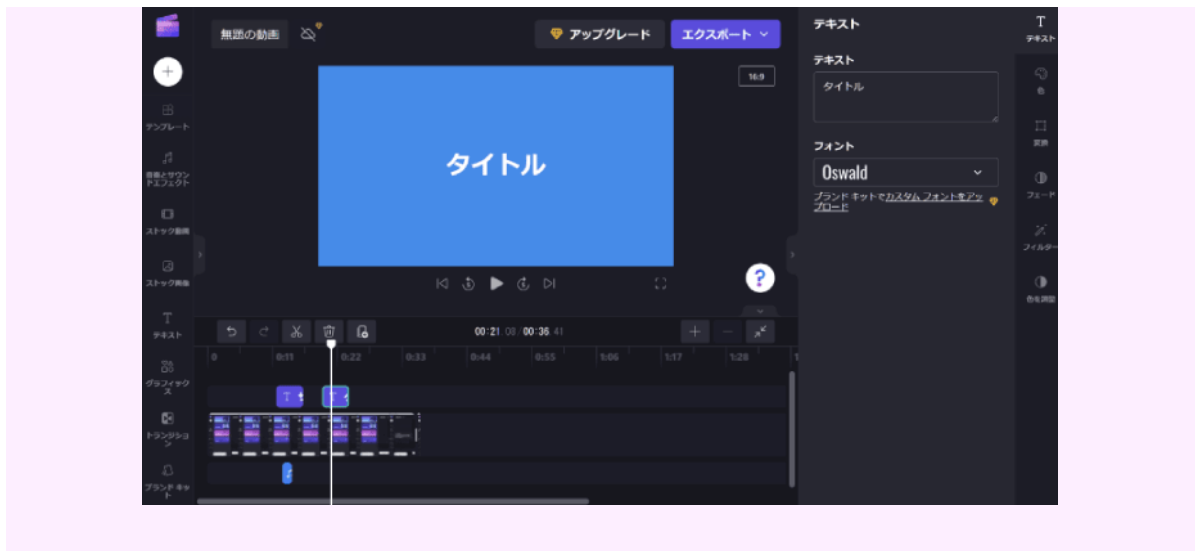 無題の動画
アップグレード
エクスポート
16:9
テンプレート
音楽とサウン
ドエフェクト
ストック動画
ストック画像
テキスト
グラフィック
ス
トランジショ
ン
ブランド キッ
ト
タイトル
?
00:21.08 / 00:36.41
0 0:11 0:22 0:33 0:44 0:55 1:06 1:17 1:28 1
T
T
テキスト
テキスト
タイトル
フォント
Oswald
ブランド キットでカスタム フォントをアッ
プロード
T
テキスト
色
変換
フェード
フィルター
色を調整